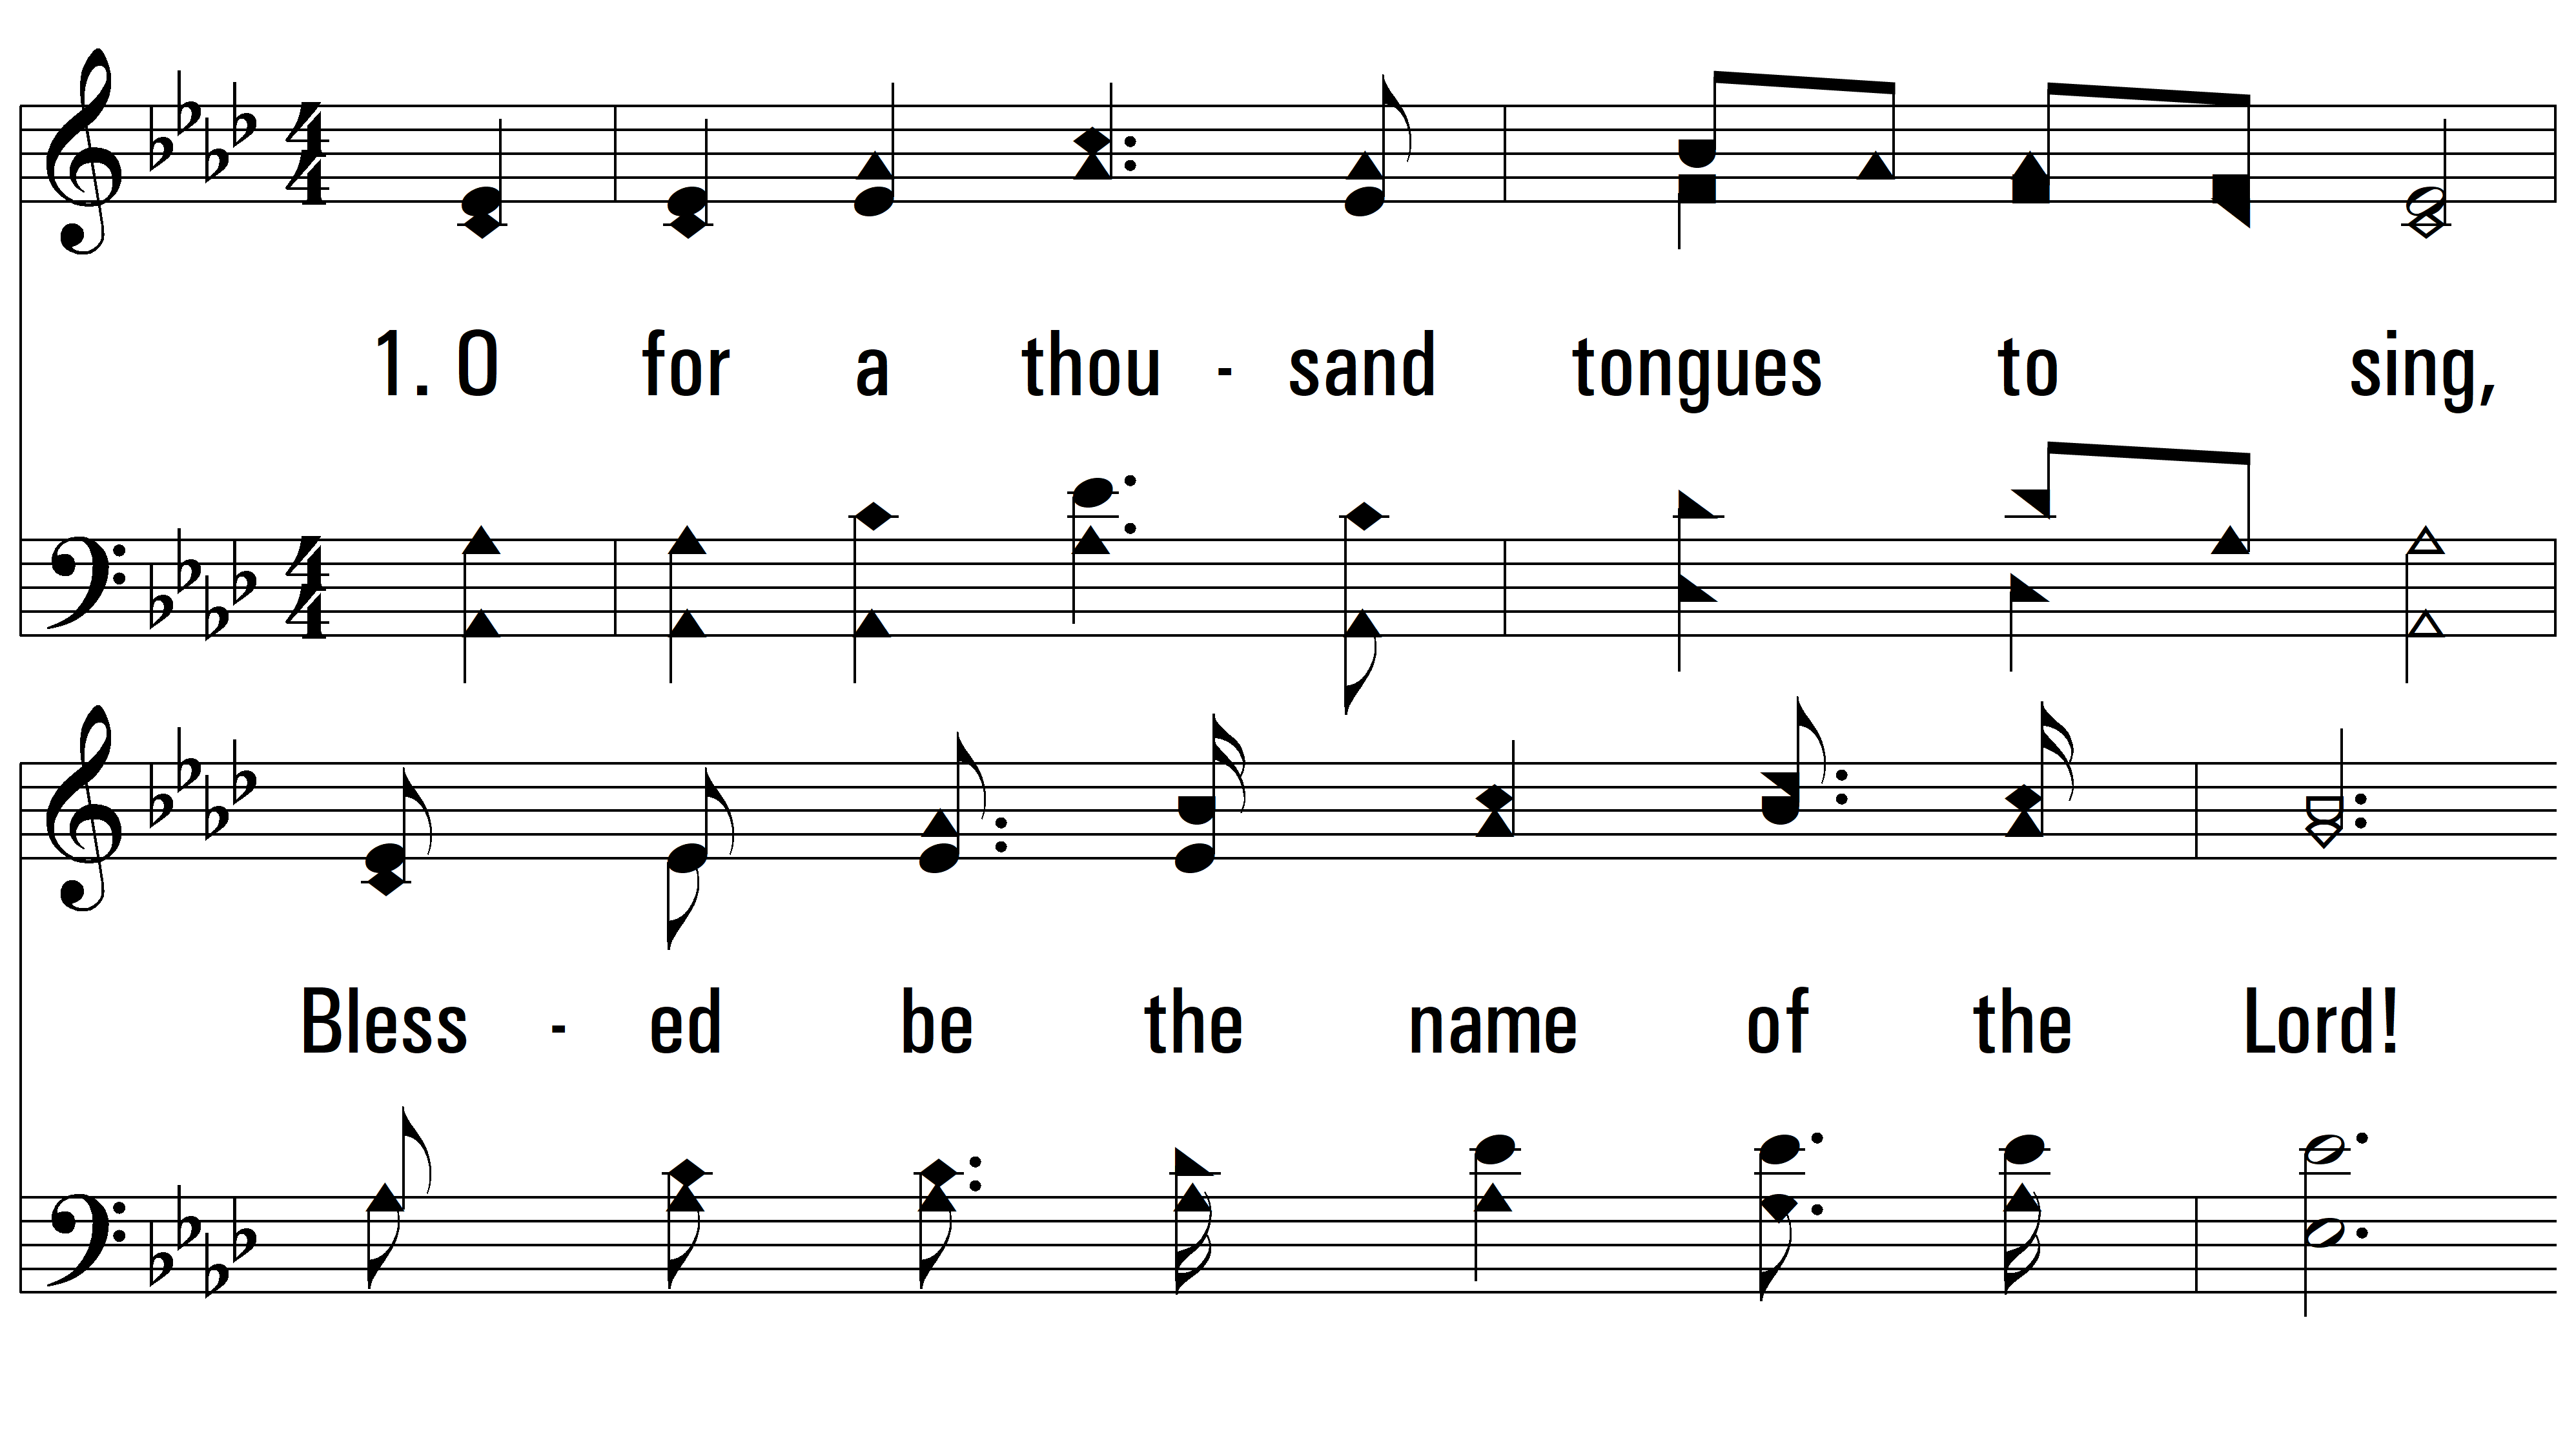 1. O for a thou - sand tongues to sing,
Bless - ed be the name of the Lord!